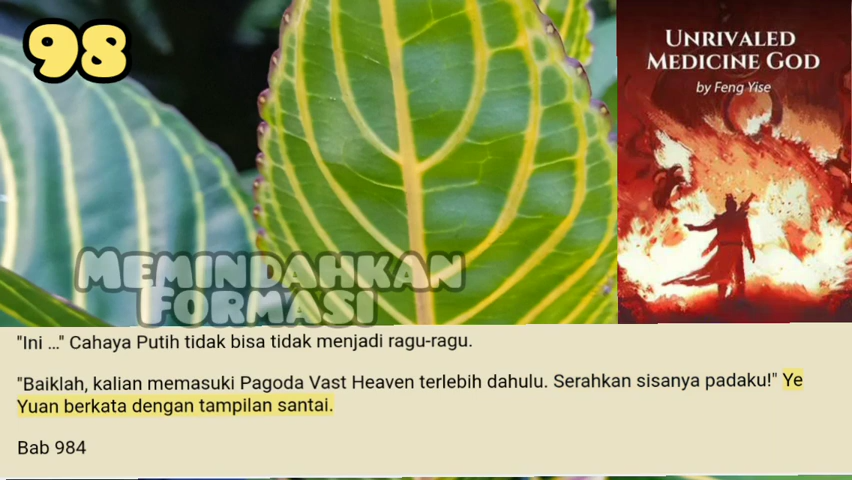 98
UNRIVALED
MEDICINE GOD
by Feng Yise
MEMINDAHKAN
FORMASI
"Ini ..." Cahaya Putih tidak bisa tidak menjadi ragu-ragu.
"Baiklah, kalian memasuki Pagoda Vast Heaven terlebih dahulu. Serahkan sisanya padaku!" Ye
Yuan berkata dengan tampilan santai.
Bab 984